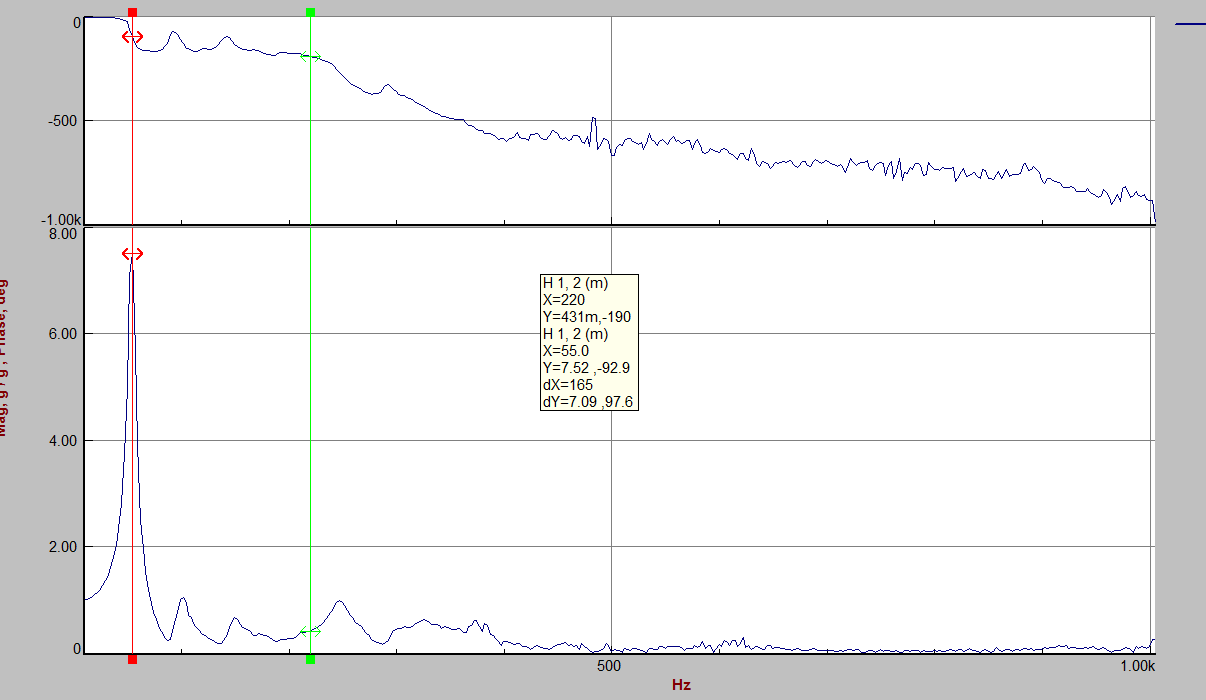 0
-500
-1.00k
8.00
6.00
4.00
2.00
0
H 1, 2 (m)
X=220
Y=431m,-190
H 1, 2 (m)
X=55.0
Y=7.52 ,-92.9
dX=165
dY=7.09 ,97.6
500
1.00k
Hz
Mag, g / g , Phase, deg